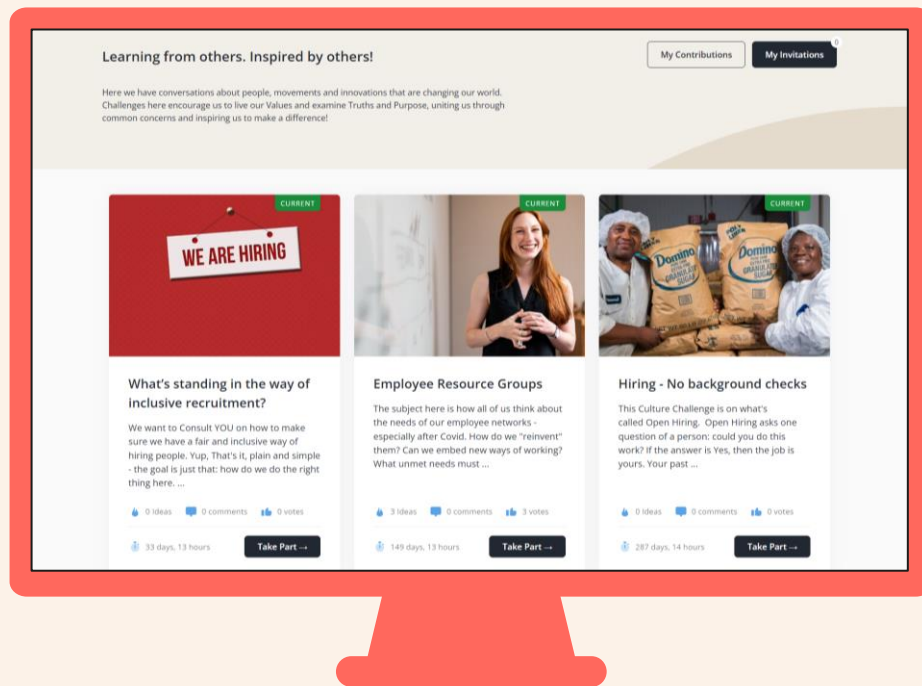 Learning from others. Inspired by others!
My Contributions
My Invitations
0
Here we have conversations about people, movements and innovations that are changing our world.
Challenges here encourage us to live our Values and examine Truths and Purpose, uniting us through
common concerns and inspiring us to make a difference!
CURRENT
WE ARE HIRING
What's standing in the way of
inclusive recruitment?
We want to Consult YOU on how to make
sure we have a fair and inclusive way of
hiring people. Yup, That's it, plain and simple
- the goal is just that: how do we do the right
thing here. ...
0 Ideas 0 comments 0 votes
33 days, 13 hours
Take Part →
CURRENT
Employee Resource Groups
The subject here is how all of us think about
the needs of our employee networks -
especially after Covid. How do we "reinvent"
them? Can we embed new ways of working?
What unmet needs must ...
3 Ideas 0 comments 3 votes
149 days, 13 hours
Take Part →
CURRENT
Domino
GRANULATED
SUGAR
Domino
GRANULATED
SUGAR
Hiring - No background checks
This Culture Challenge is on what's
called Open Hiring. Open Hiring asks one
question of a person: could you do this
work? If the answer is Yes, then the job is
yours. Your past ...
0 Ideas 0 comments 0 votes
287 days, 14 hours
Take Part →